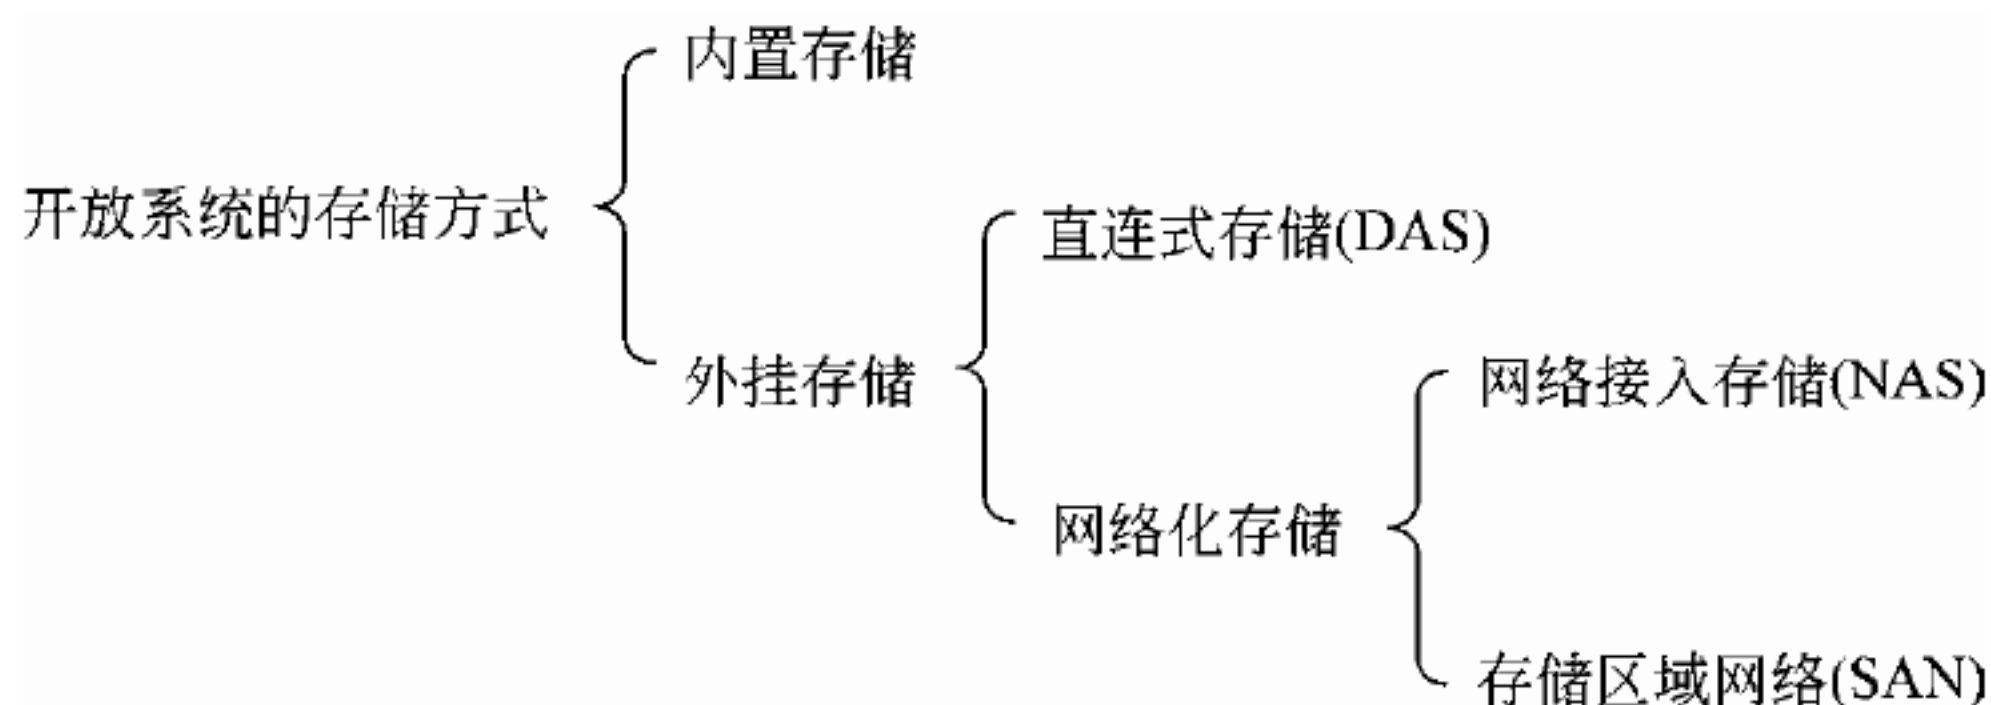 内置存储
开放系统的存储方式
直连式存储(DAS)
外挂存储
网络接入存储(NAS)
网络化存储
存储区域网络(SAN)